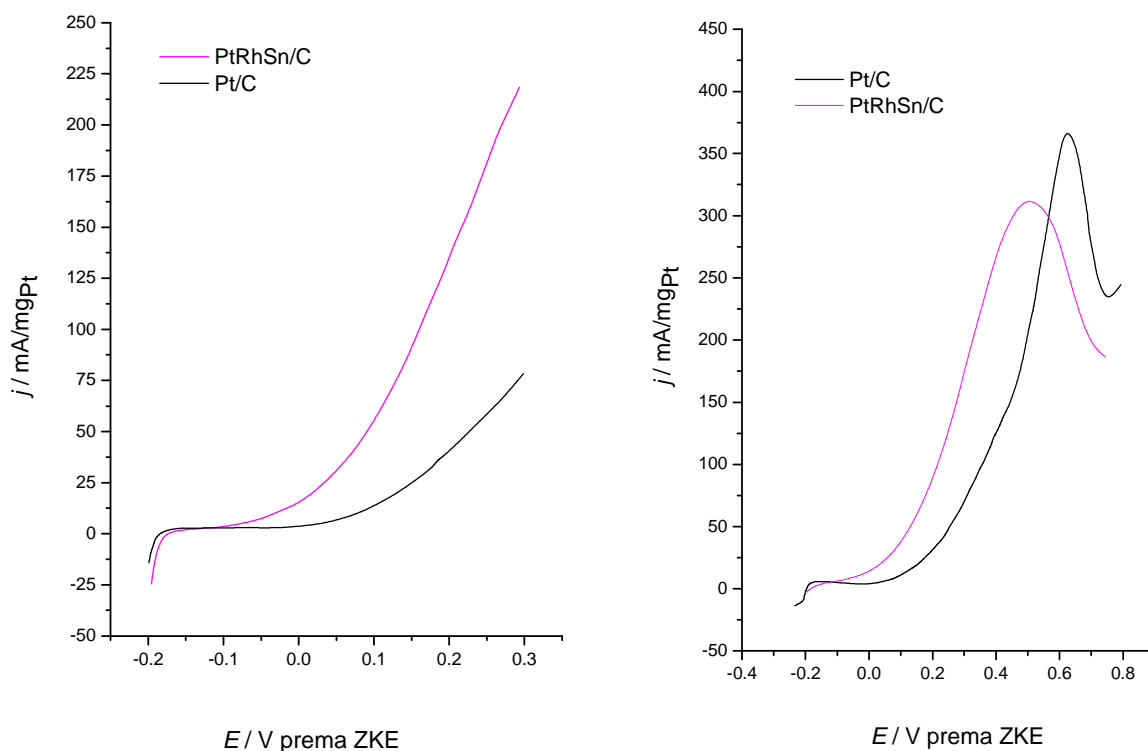 250
225
200
175
150
125
100
75
50
25
0
-25
-50
-0.2 -0.1 0.0 0.1 0.2 0.3
j / mA/mgPt
E / V prema ZKE
PtRhSn/C
Pt/C
450
400
350
300
250
200
150
100
50
0
-50
-0.4 -0.2 0.0 0.2 0.4 0.6 0.8
j / mA/mgPt
E / V prema ZKE
Pt/C
PtRhSn/C